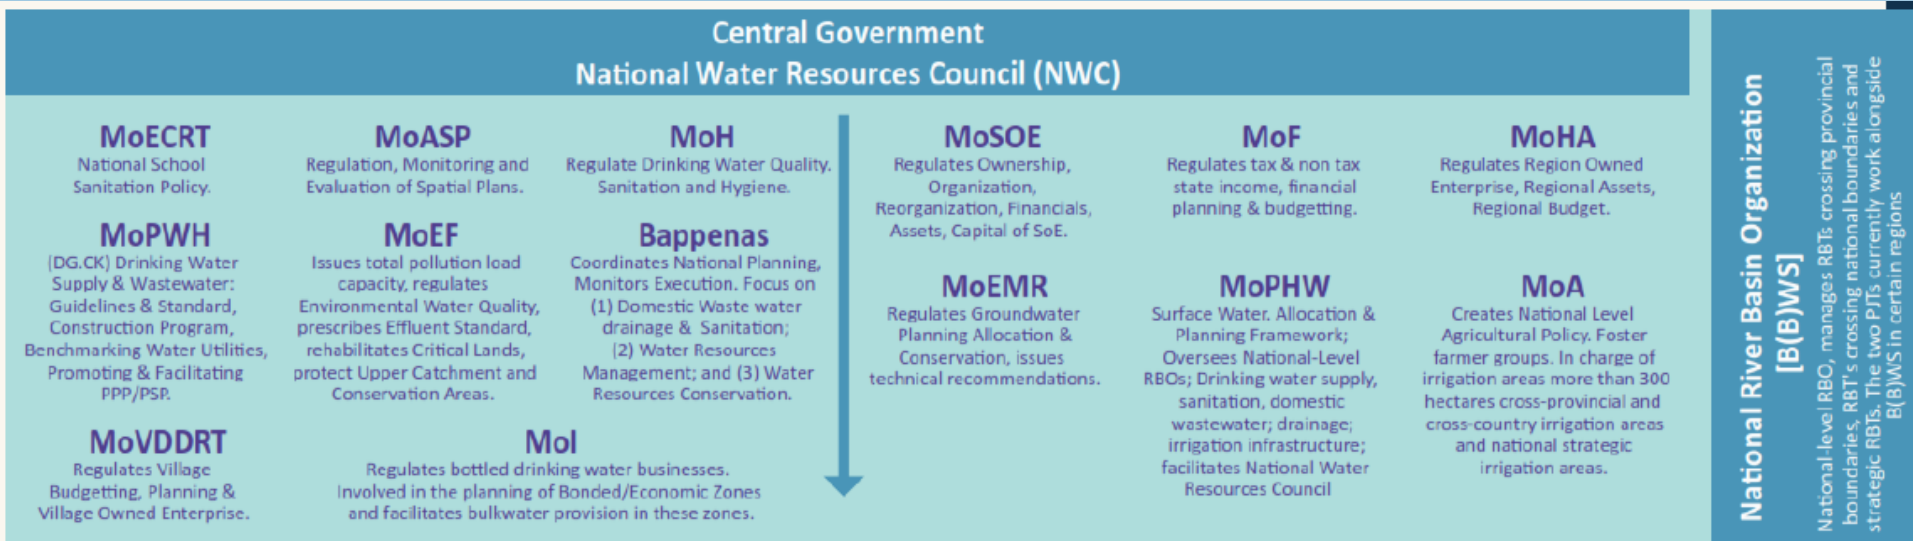 Central Government
National Water Resources Council (NWC)
MoECRT
National School
Sanitation Policy.
MoASP
Regulation, Monitoring and
Evaluation of Spatial Plans.
MoH
Regulate Drinking Water Quality.
Sanitation and Hygiene.
MoPWH
(DG.CK) Drinking Water
Supply & Wastewater:
Guidelines & Standard,
Construction Program,
Benchmarking Water Utilities,
Promoting & Facilitating
PPP/PSP.
MoEF
Issues total pollution load
capacity, regulates
Environmental Water Quality,
prescribes Effluent Standard,
rehabilitates Critical Lands,
protect Upper Catchment and
Conservation Areas.
Bappenas
Coordinates National Planning,
Monitors Execution. Focus on
(1) Domestic Waste water
drainage & Sanitation;
(2) Water Resources
Management; and (3) Water
Resources Conservation.
MoVDDRT
Regulates Village
Budgetting, Planning &
Village Owned Enterprise.
MoI
Regulates bottled drinking water businesses.
Involved in the planning of Bonded/Economic Zones
and facilitates bulkwater provision in these zones.
MoSOE
Regulates Ownership,
Organization,
Reorganization, Financials,
Assets, Capital of SoE.
MoF
Regulates tax & non tax
state income, financial
planning & budgetting.
MoHA
Regulates Region Owned
Enterprise, Regional Assets,
Regional Budget.
MoEMR
Regulates Groundwater
Planning Allocation &
Conservation, issues
technical recommendations.
MoPHW
Surface Water. Allocation &
Planning Framework;
Oversees National-Level
RBOs; Drinking water supply,
sanitation, domestic
wastewater; drainage;
irrigation infrastructure;
facilitates National Water
Resources Council
MoA
Creates National Level
Agricultural Policy. Foster
farmer groups. In charge of
irrigation areas more than 300
hectares cross-provincial and
cross-country irrigation areas
and national strategic
irrigation areas.
National River Basin Organization
[B(B)WS]
National-level RBO, manages RBTs crossing provincial
boundaries, RBT's crossing national boundaries and
strategic RBTs. The two PJTs currently work alongside
B(B)WS in certain regions